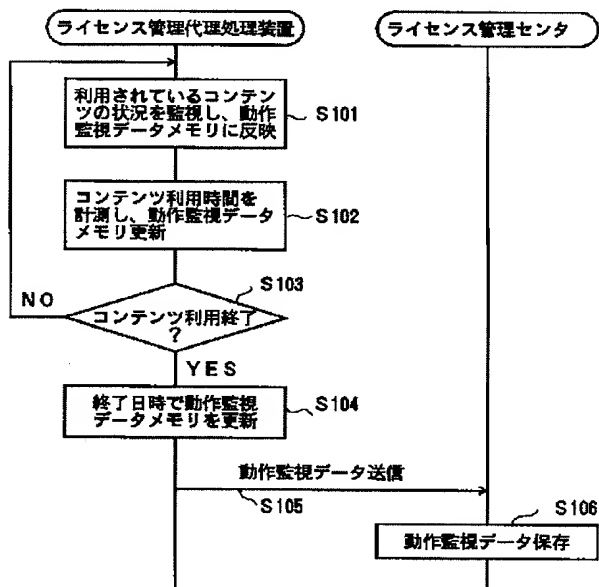 ライセンス管理代理処理装置
ライセンス管理センタ
利用されているコンテン
ツの状況を監視し、動作
監視データメモリに反映
S101
コンテンツ利用時間を
計測し、動作監視データ
メモリ更新
S102
S103
NO
コンテンツ利用終了
?
YES
終了日時で動作監視
データメモリを更新
S104
動作監視データ送信
S105
S106
動作監視データ保存